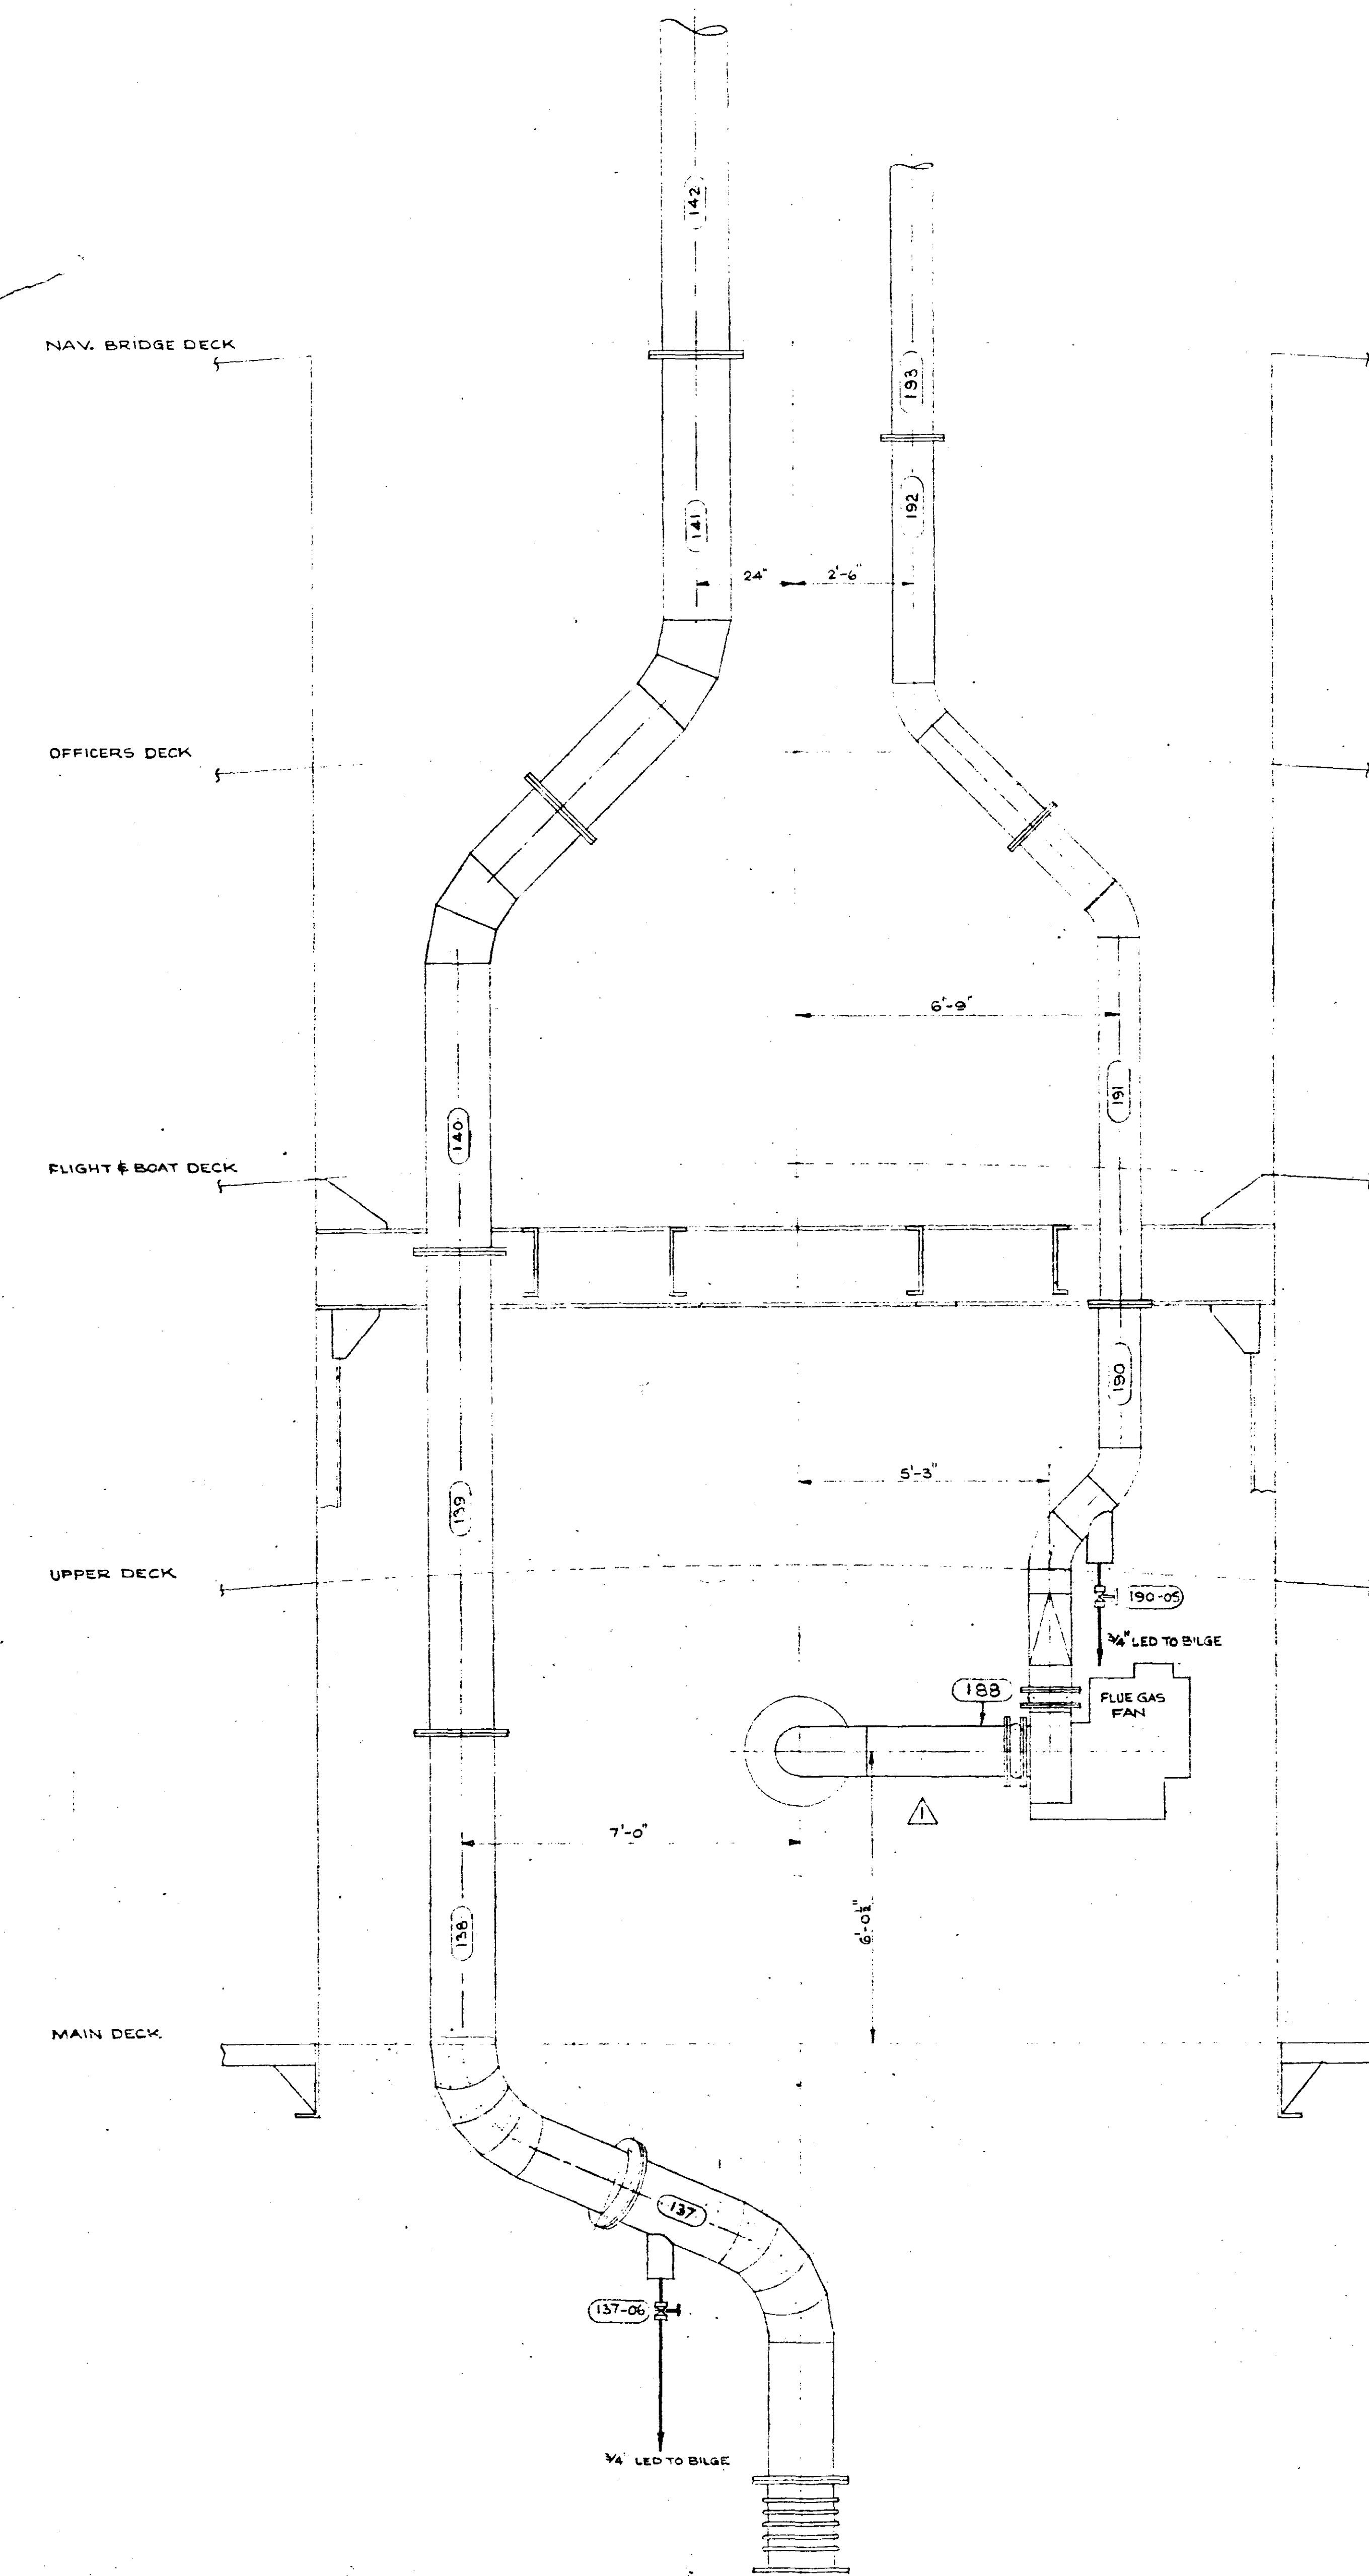 142
NAV. BRIDGE DECK
193
192
141
24" 2'-6"
OFFICERS DECK
6'-9"
191
140
FLIGHT & BOAT DECK
190
5'-3"
139
UPPER DECK
190-05
3/4" LED TO BILGE
188
FLUE GAS
FAN
1
7'-0"
6'-0½"
138
MAIN DECK
137
137-06
3/4" LED TO BILGE